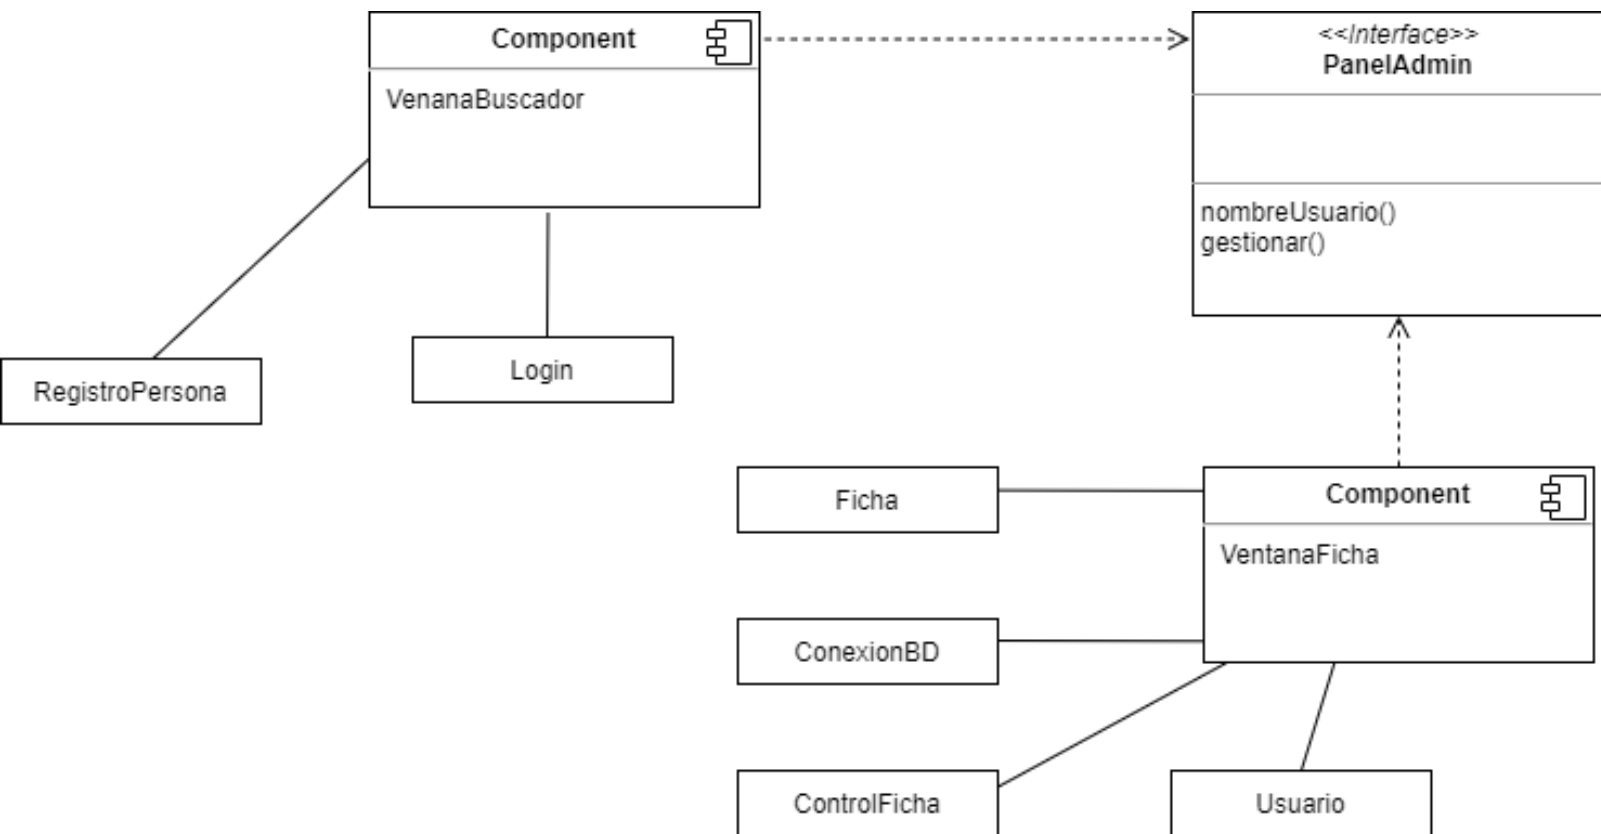 Component
VenanaBuscador
<<Interface>>
PanelAdmin
nombreUsuario()
gestionar()
RegistroPersona
Login
Ficha
Component
VentanaFicha
ConexionBD
ControlFicha
Usuario